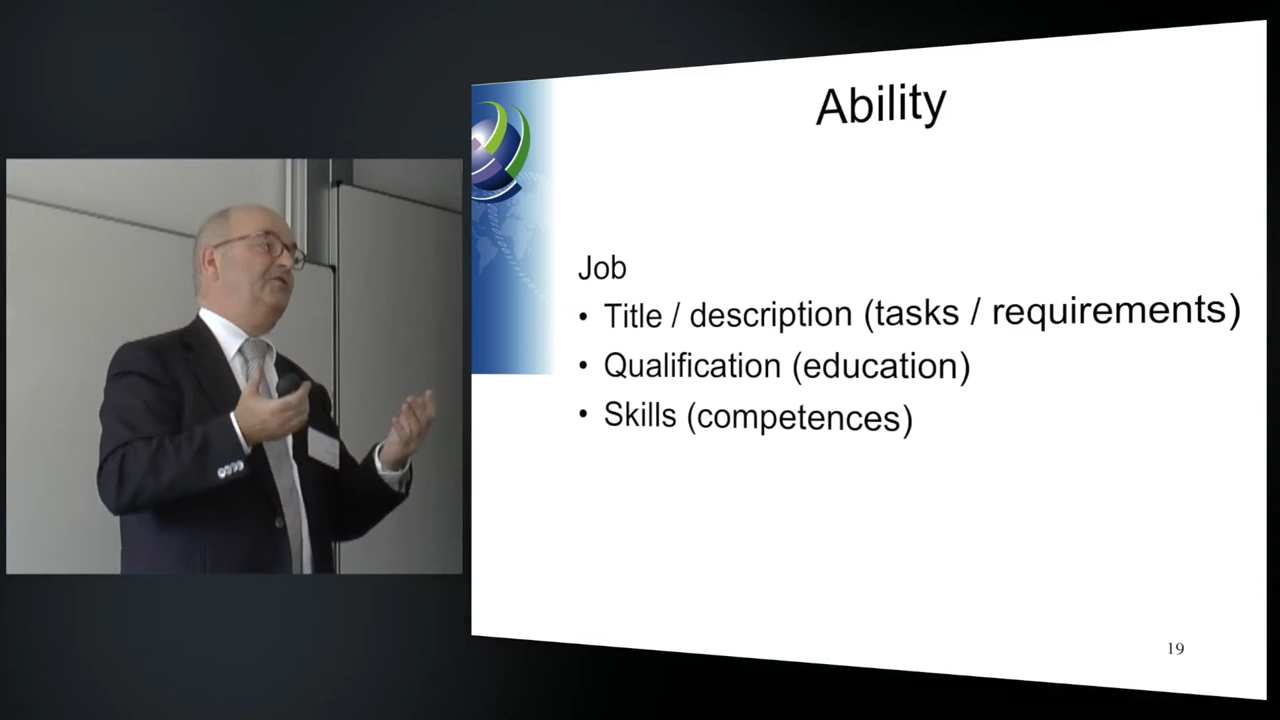 Ability
Job
• Title / description (tasks / requirements)
• Qualification (education)
• Skills (competences)
19